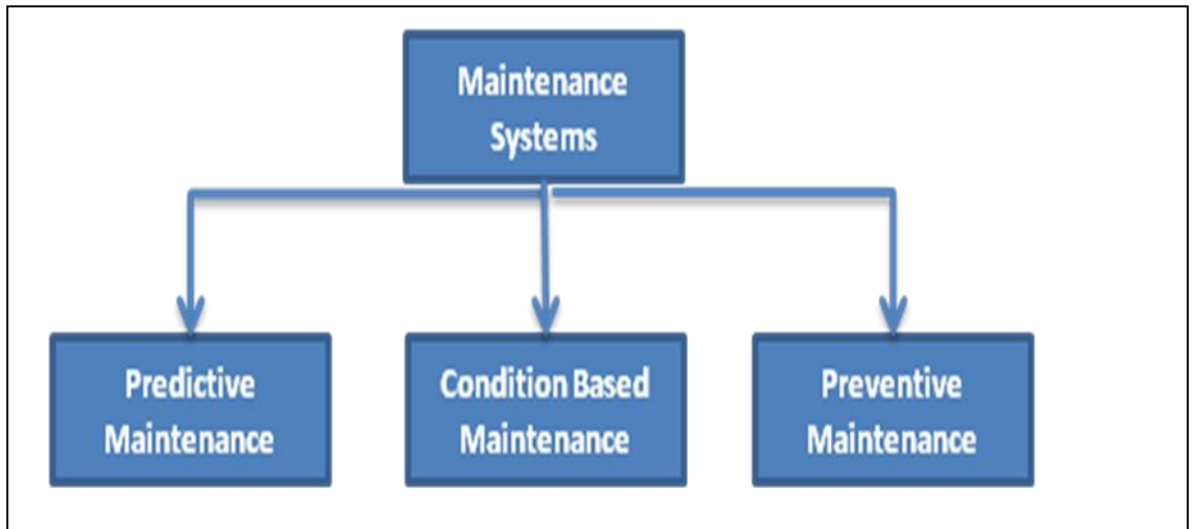 Maintenance
Systems
Predictive
Maintenance
Condition Based
Maintenance
Preventive
Maintenance